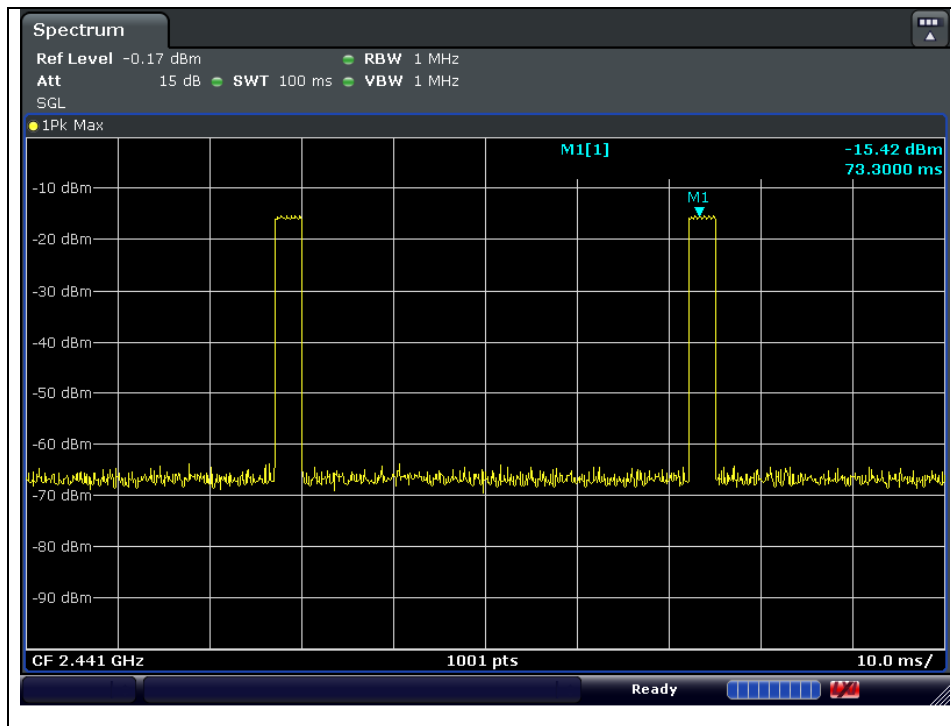 Spectrum
Ref Level -0.17 dBm RBW 1 MHz
Att 15 dB SWT 100 ms VBW 1 MHz
SGL
1Pk Max
M1[1] -15.42 dBm
73.3000 ms
-10 dBm
M1
-20 dBm
-30 dBm
-40 dBm
-50 dBm
-60 dBm
-70 dBm
-80 dBm
-90 dBm
CF 2.441 GHz 1001 pts 10.0 ms/
Ready